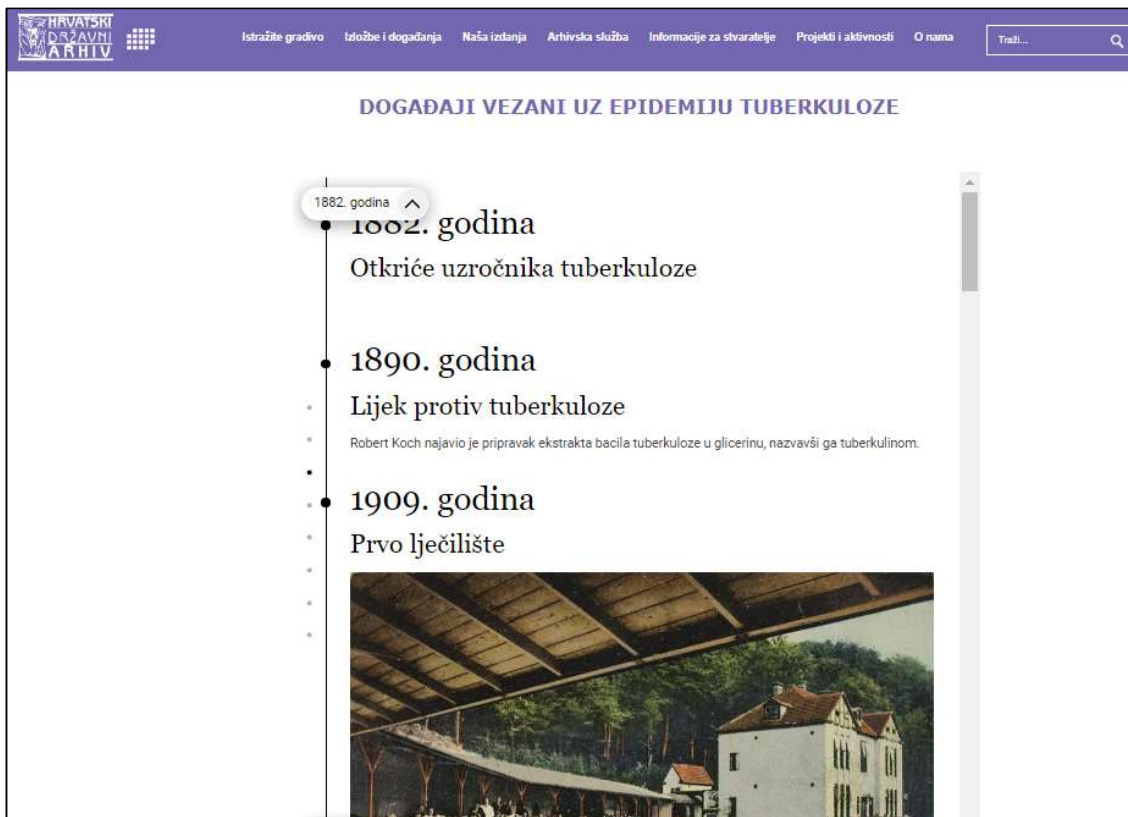 HRVATSKI
DRŽAVNI
ARHIV
Istražite gradivo Izložbe i događanja Naša izdanja Arhivska služba Informacije za stvaratelje Projekti i aktivnosti O nama Traži...
DOGAĐAJI VEZANI UZ EPIDEMIJU TUBERKULOZE
1882. godina
1882. godina
Otkriće uzročnika tuberkuloze
1890. godina
Lijek protiv tuberkuloze
Robert Koch najavio je pripravak ekstrakta bacila tuberkuloze u glicerinu, nazvavši ga tuberkulinom.
1909. godina
Prvo lječilište